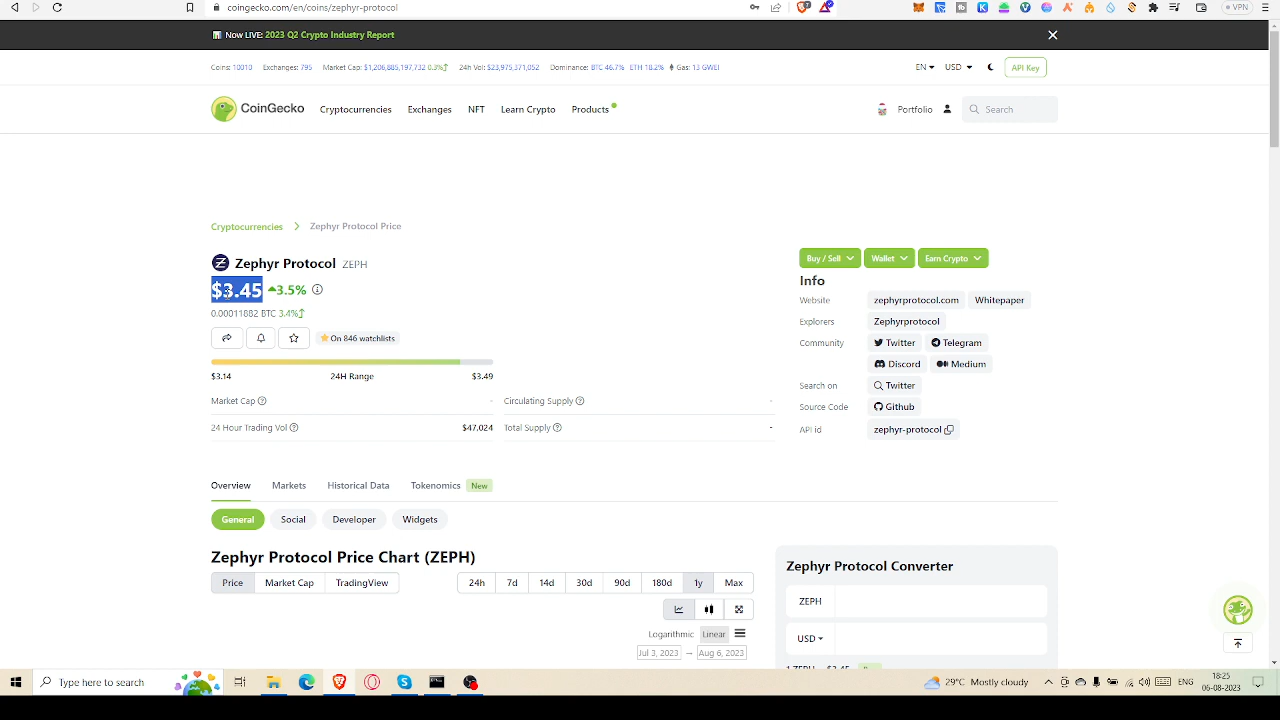 coingecko.com/en/coins/zephyr-protocol
VPN
Now LIVE: 2023 Q2 Crypto Industry Report
Coins: 10010 Exchanges: 795 Market Cap: $1,206,885,197,732 0.3% 24h Vol: $23,975,371,052 Dominance: BTC 46.7% ETH 18.2% Gas: 13 GWEI
EN USD API Key
CoinGecko Cryptocurrencies Exchanges NFT Learn Crypto Products Portfolio Search
Cryptocurrencies > Zephyr Protocol Price
Zephyr Protocol ZEPH
$3.45 3.5%
0.00011882 BTC 3.4%
On 846 watchlists
$3.14 24H Range $3.49
Market Cap - Circulating Supply -
24 Hour Trading Vol $47,024 Total Supply -
Buy / Sell Wallet Earn Crypto
Info
Website zephyrprotocol.com Whitepaper
Explorers Zephyrprotocol
Community Twitter Telegram
Discord Medium
Search on Twitter
Source Code Github
API id zephyr-protocol
Overview Markets Historical Data Tokenomics New
General Social Developer Widgets
Zephyr Protocol Price Chart (ZEPH)
Price Market Cap TradingView 24h 7d 14d 30d 90d 180d 1y Max
Logarithmic Linear
Jul 3, 2023 → Aug 6, 2023
Zephyr Protocol Converter
ZEPH
USD
1 ZEPH = $3.45
Type here to search
29°C Mostly cloudy
ENG
18:25
06-08-2023